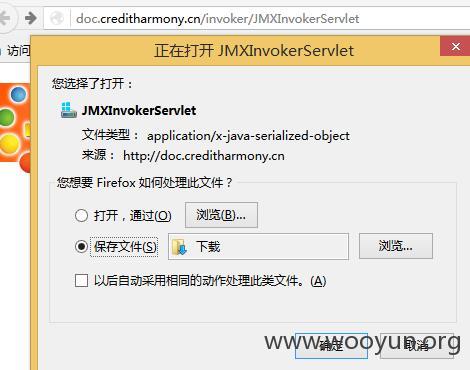 doc.creditharmony.cn/invoker/JMXInvokerServlet
正在打开 JMXInvokerServlet
访问
您选择了打开：
JMXInvokerServlet
文件类型： application/x-java-serialized-object
来源： http://doc.creditharmony.cn
您想要 Firefox 如何处理此文件？
打开，通过(O) 浏览(B)...
保存文件(S) 下载 浏览...
以后自动采用相同的动作处理此类文件。(A)
确定 取消
www.wooyun.org